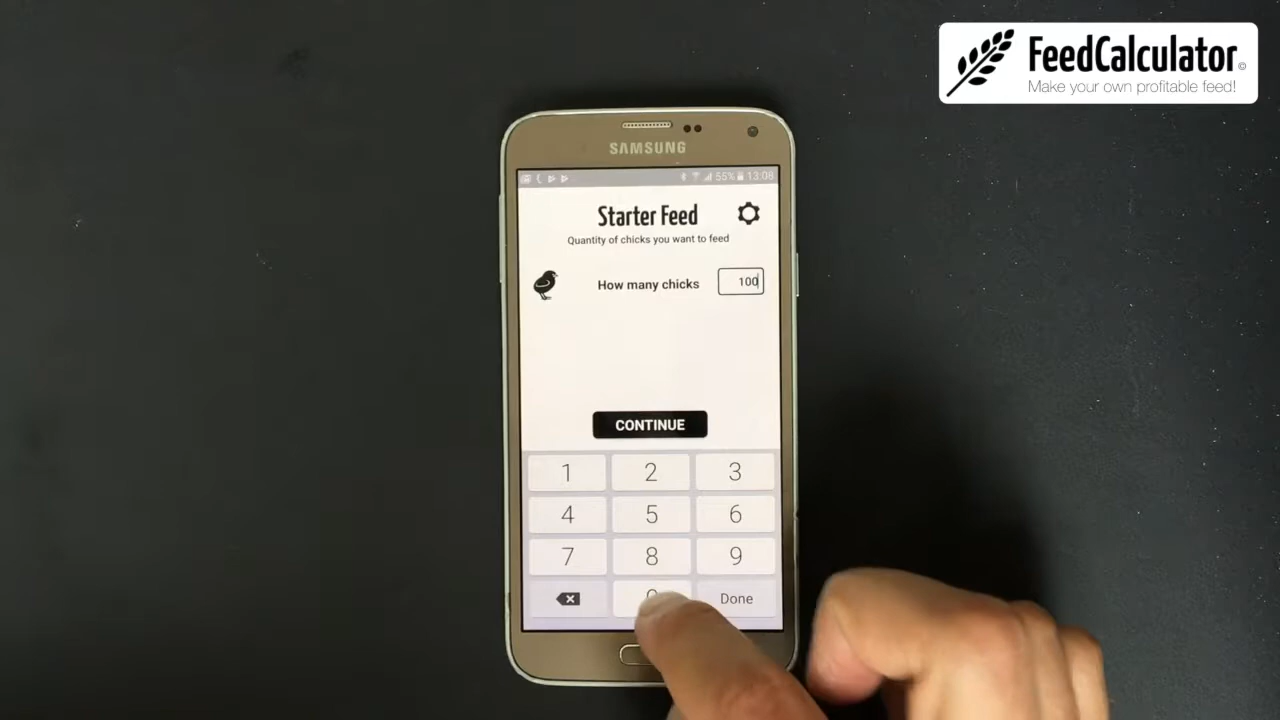 FeedCalculator©
Make your own profitable feed!
SAMSUNG
55% 13:08
Starter Feed
Quantity of chicks you want to feed
How many chicks 100
CONTINUE
1 2 3
4 5 6
7 8 9
Done